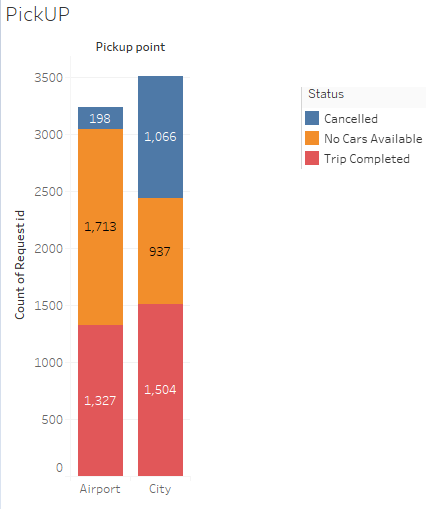 PickUP
Pickup point
Status
Cancelled
No Cars Available
Trip Completed
Count of Request id
3500
3000
2500
2000
1500
1000
500
0
198
1,713
1,327
1,066
937
1,504
Airport
City